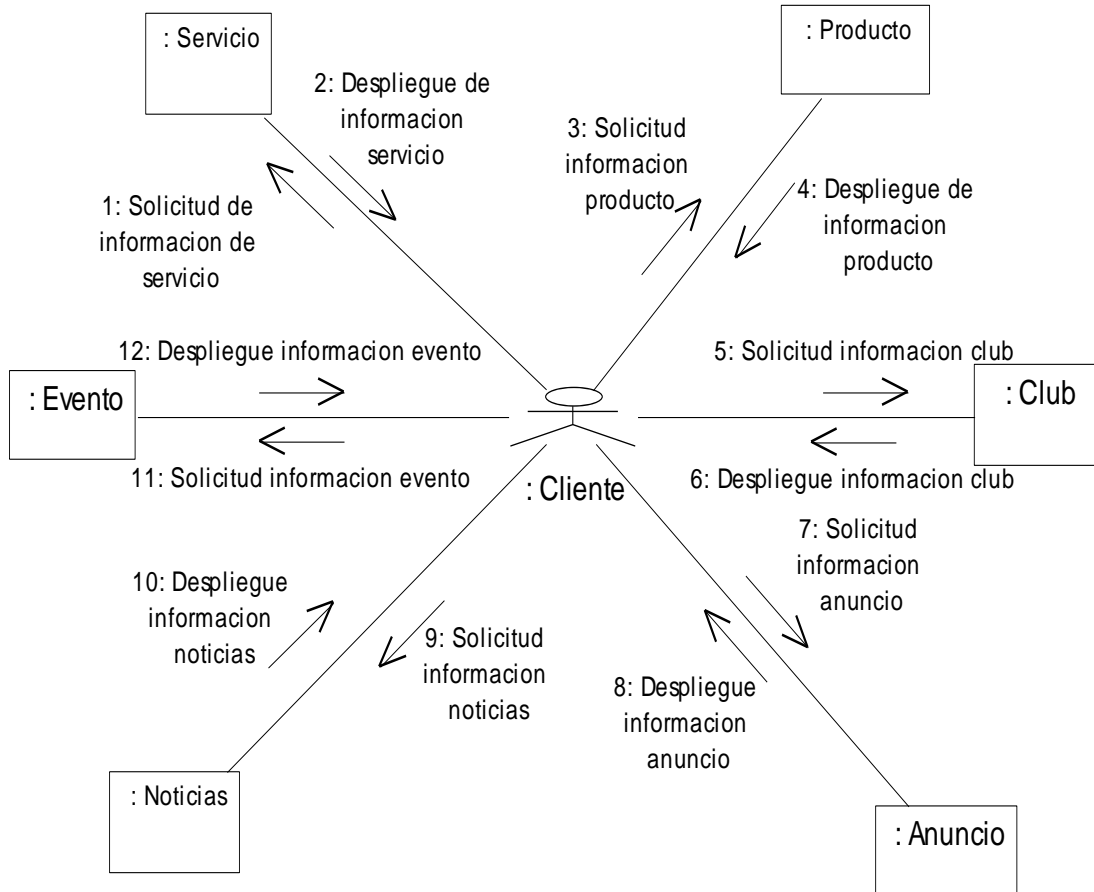 : Servicio
: Producto
2: Despliegue de
informacion
servicio
3: Solicitud
informacion
producto
1: Solicitud de
informacion de
servicio
4: Despliegue de
informacion
producto
12: Despliegue informacion evento
5: Solicitud informacion club
: Evento
: Club
11: Solicitud informacion evento
6: Despliegue informacion club
: Cliente
7: Solicitud
informacion
anuncio
10: Despliegue
informacion
noticias
9: Solicitud
informacion
noticias
8: Despliegue
informacion
anuncio
: Noticias
: Anuncio